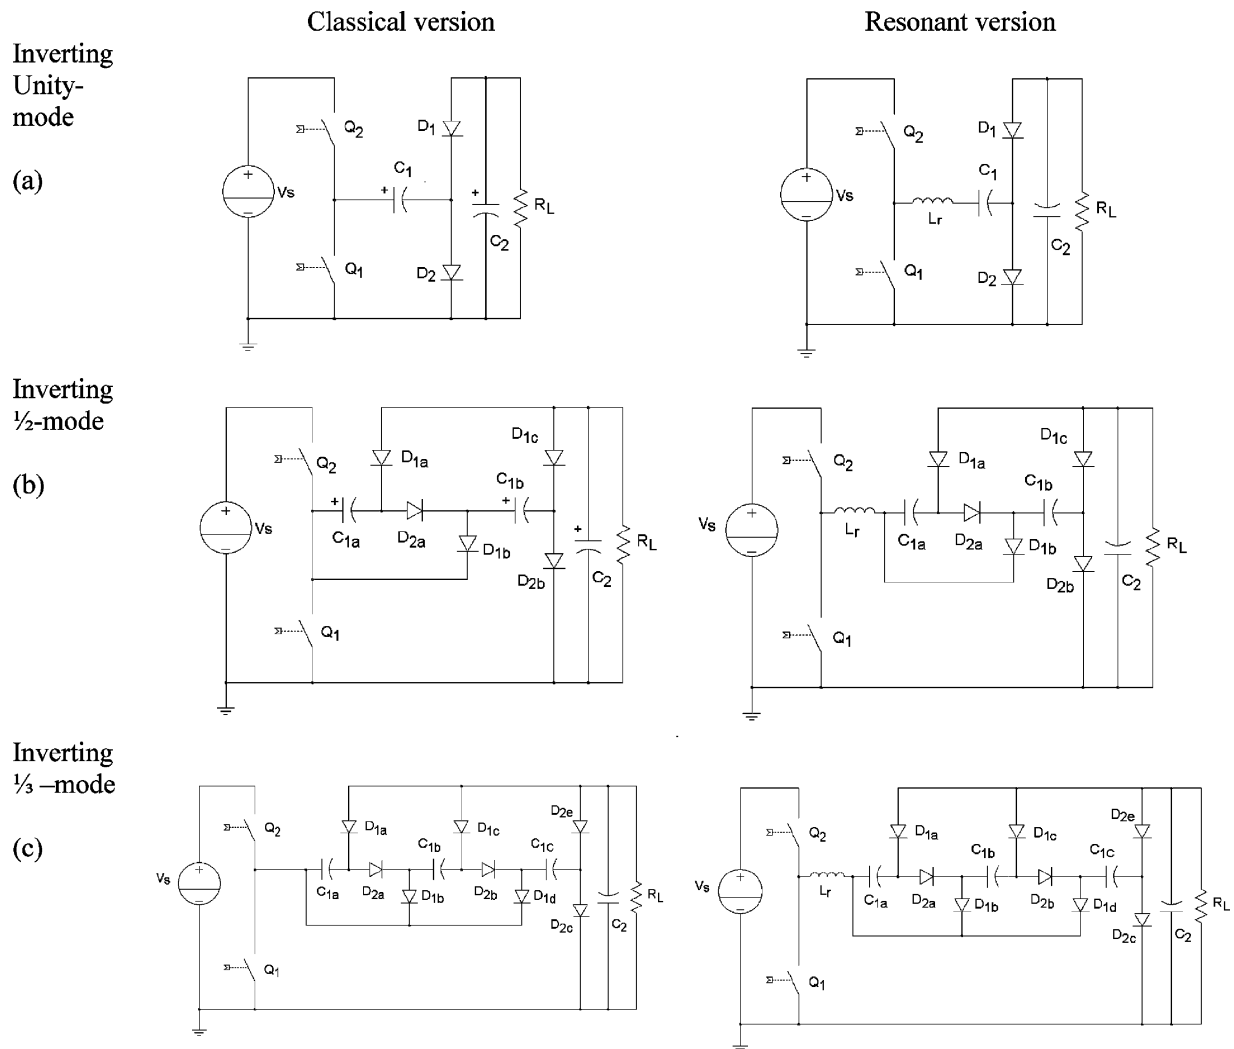 Classical version
Resonant version
Inverting
Unity-
mode
(a)
Q2
D1
C1
+
+
Vs
+
RL
C2
Q1
D2
Q2
D1
C1
+
Vs
RL
Lr
C2
Q1
D2
Inverting
½-mode
(b)
D1c
Q2
D1a
C1b
+
+
+
+
Vs
C1a
D2a
D1b
RL
D2b
C2
Q1
D1c
Q2
D1a
C1b
+
Vs
Lr
C1a
D2a
D1b
RL
D2b
C2
Q1
Inverting
⅓ –mode
(c)
D2e
Q2
D1a
D1c
C1b
C1c
Vs
+
C1a
D2a
D1b
D2b
D1d
RL
D2c
C2
Q1
D2e
Q2
D1a
D1c
C1b
C1c
Vs
+
Lr
C1a
D2a
D1b
D2b
D1d
RL
D2c
C2
Q1